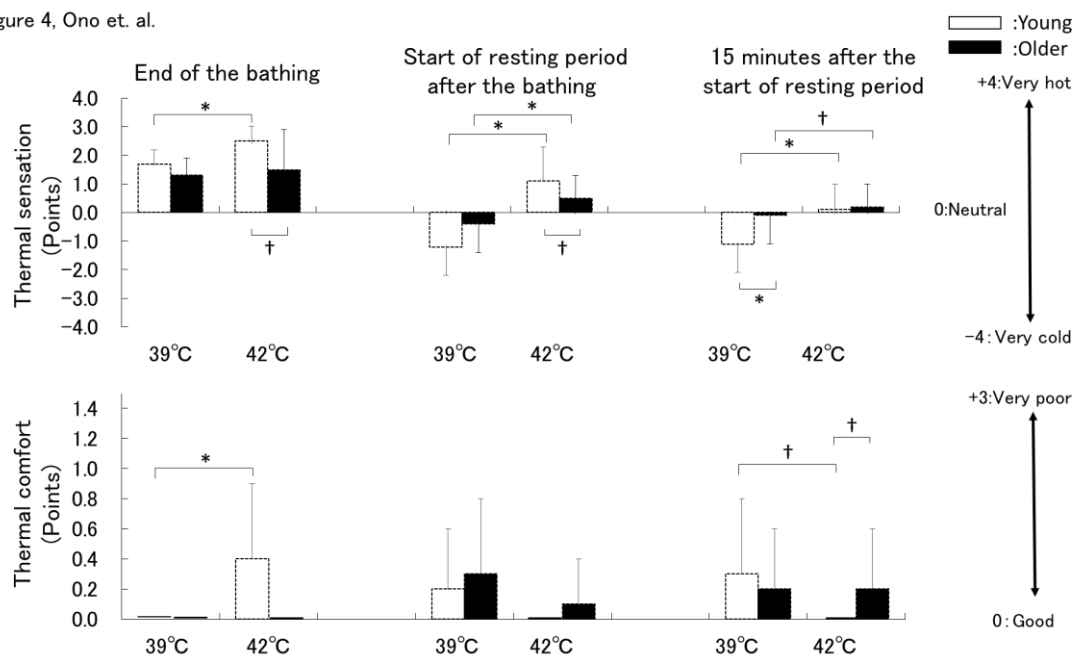 gure 4, Ono et. al.
:Young
:Older
End of the bathing
Start of resting period
after the bathing
15 minutes after the
start of resting period
+4:Very hot
0:Neutral
−4:Very cold
Thermal sensation
(Points)
4.0
3.0
2.0
1.0
0.0
−1.0
−2.0
−3.0
−4.0
*
†
*
*
†
†
*
*
39℃ 42℃ 39℃ 42℃ 39℃ 42℃
+3:Very poor
0:Good
Thermal comfort
(Points)
1.4
1.2
1.0
0.8
0.6
0.4
0.2
0.0
*
†
†
39℃ 42℃ 39℃ 42℃ 39℃ 42℃